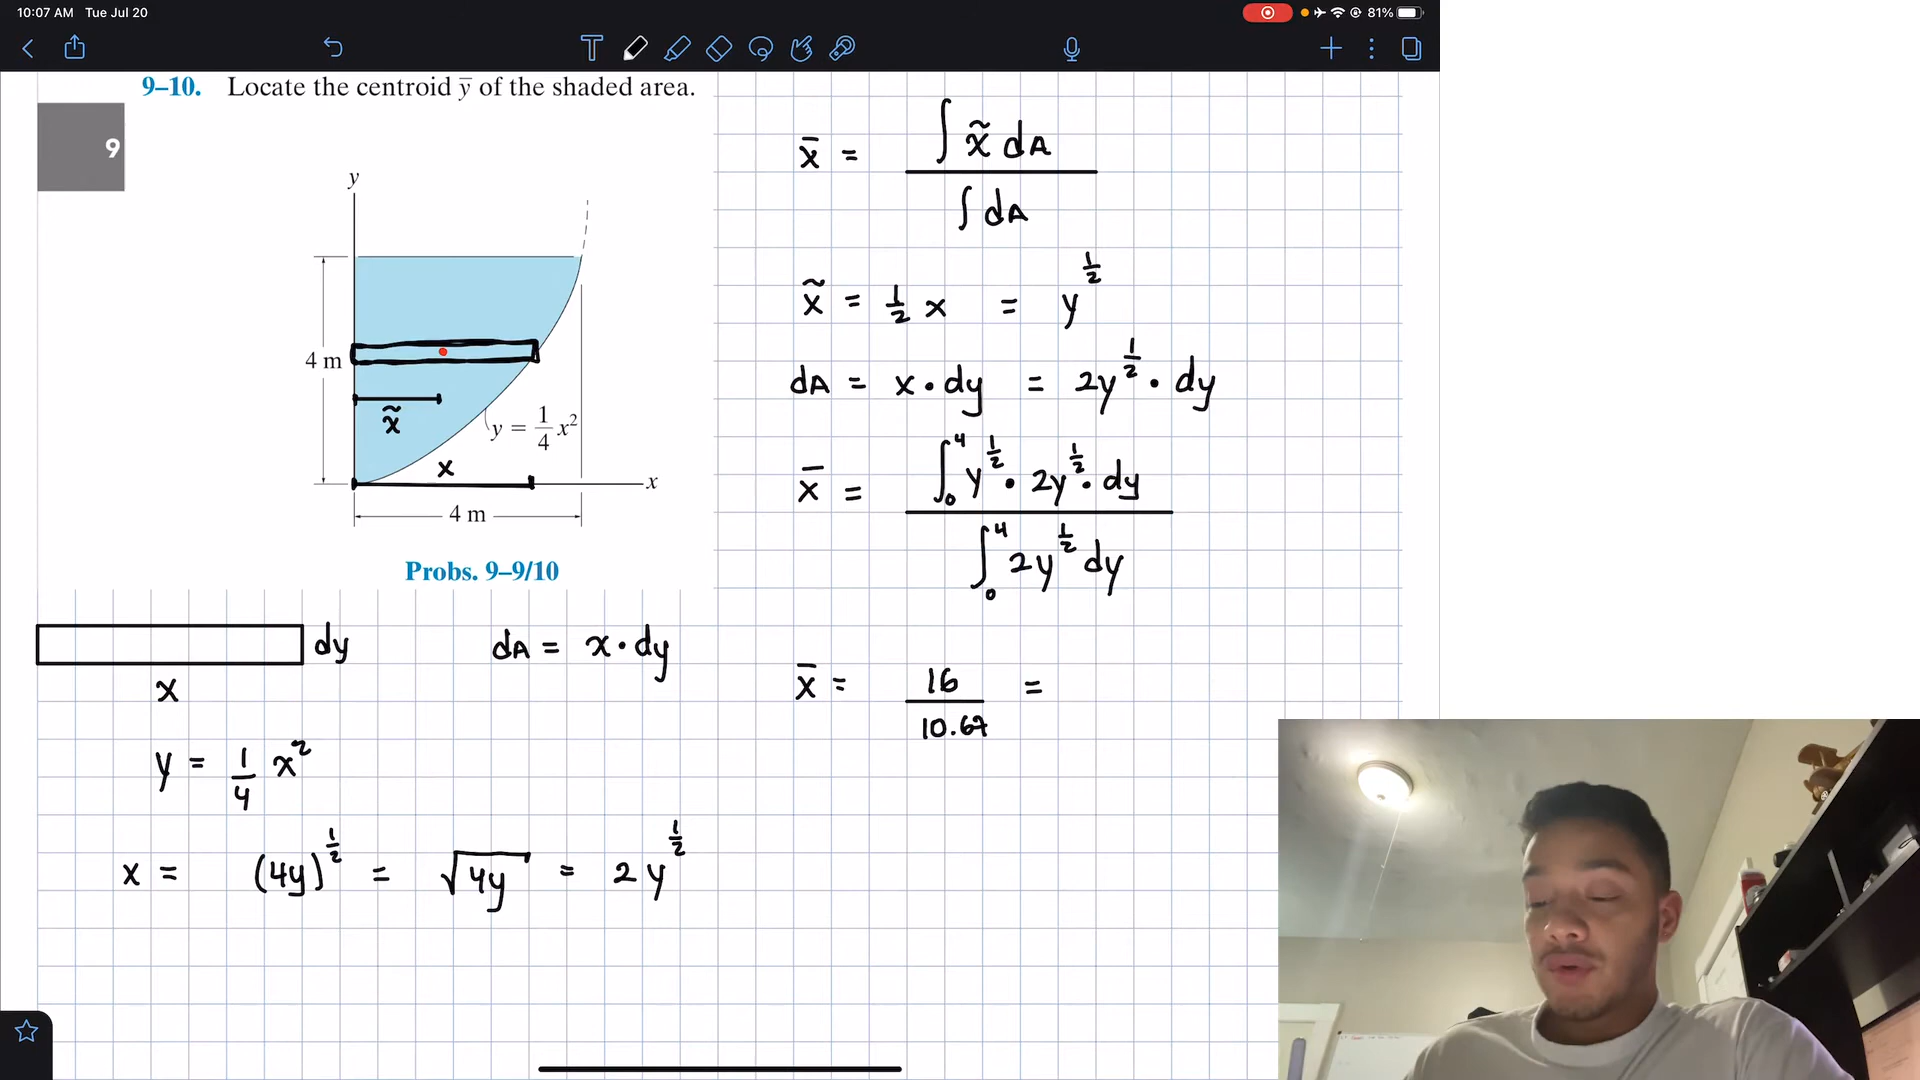 10:07 AM Tue Jul 20
81%
9–10. Locate the centroid y̅ of the shaded area.
9
y
4 m
x̃
y = 1/4 x²
x
x
4 m
Probs. 9–9/10
dy
x
dA = x · dy
y = 1/4 x²
x = (4y)^1/2 = √4y = 2y^1/2
x̅ = ∫ x̃ dA / ∫ dA
x̃ = 1/2 x = y^1/2
dA = x · dy = 2y^1/2 · dy
x̅ = ∫₀⁴ y^1/2 · 2y^1/2 · dy / ∫₀⁴ 2y^1/2 dy
x̅ = 16 / 10.67 =